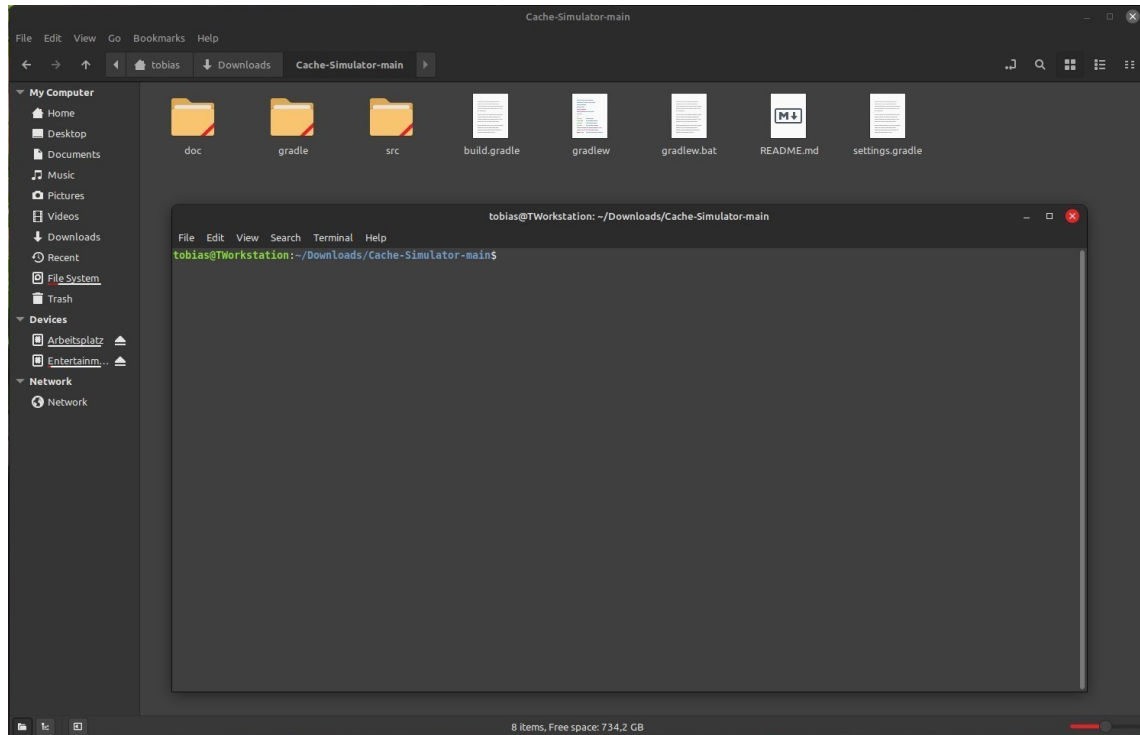 Cache-Simulator-main
File Edit View Go Bookmarks Help
tobias Downloads Cache-Simulator-main
My Computer
Home
Desktop
Documents
Music
Pictures
Videos
Downloads
Recent
File System
Trash
Devices
Arbeitsplatz
Entertainm...
Network
Network
doc gradle src build.gradle gradlew gradlew.bat README.md settings.gradle
tobias@TWorkstation: ~/Downloads/Cache-Simulator-main
File Edit View Search Terminal Help
tobias@TWorkstation:~/Downloads/Cache-Simulator-main$
8 items, Free space: 734,2 GB